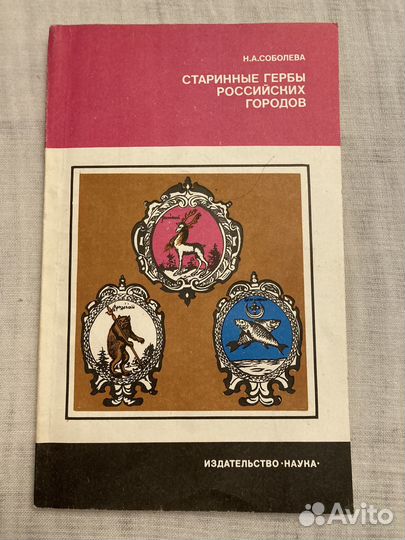 Н.А.СОБОЛЕВА
СТАРИННЫЕ ГЕРБЫ
РОССИЙСКИХ
ГОРОДОВ
ИЗДАТЕЛЬСТВО·НАУКА·
Avito